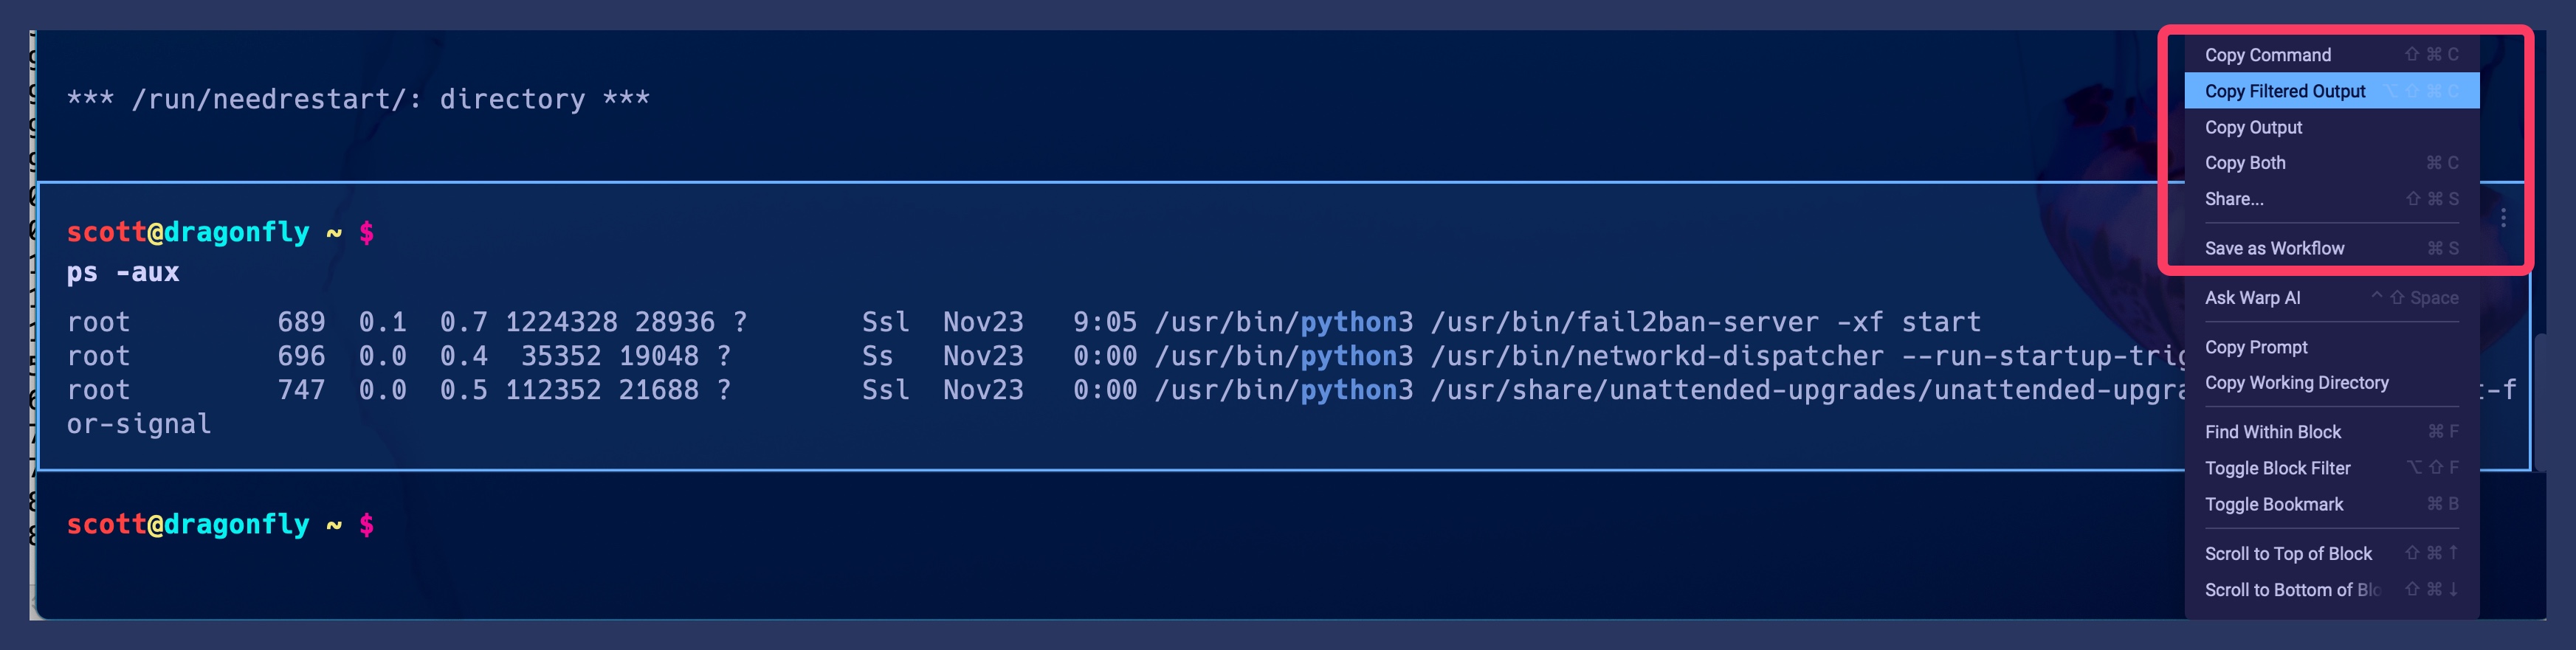 *** /run/needrestart/: directory ***
scott@dragonfly ~ $
ps -aux
root 689 0.1 0.7 1224328 28936 ? Ssl Nov23 9:05 /usr/bin/python3 /usr/bin/fail2ban-server -xf start
root 696 0.0 0.4 35352 19048 ? Ss Nov23 0:00 /usr/bin/python3 /usr/bin/networkd-dispatcher --run-startup-trig
root 747 0.0 0.5 112352 21688 ? Ssl Nov23 0:00 /usr/bin/python3 /usr/share/unattended-upgrades/unattended-upgra t-f
or-signal
scott@dragonfly ~ $
Copy Command ⇧ ⌘ C
Copy Filtered Output ⌥ ⇧ ⌘ C
Copy Output
Copy Both ⌘ C
Share... ⇧ ⌘ S
Save as Workflow ⌘ S
Ask Warp AI ^ ⇧ Space
Copy Prompt
Copy Working Directory
Find Within Block ⌘ F
Toggle Block Filter ⌥ ⇧ F
Toggle Bookmark ⌘ B
Scroll to Top of Block ⇧ ⌘ ↑
Scroll to Bottom of Blo ⇧ ⌘ ↓